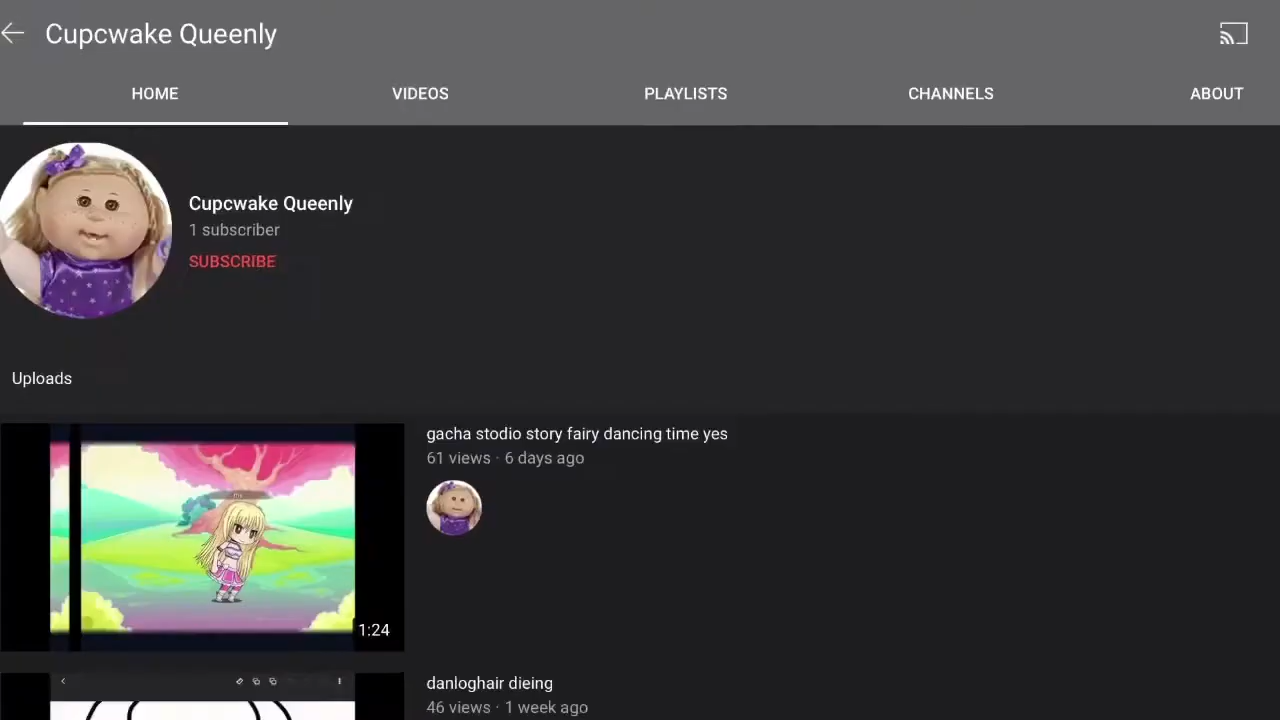 Cupcwake Queenly
HOME VIDEOS PLAYLISTS CHANNELS ABOUT
Cupcwake Queenly
1 subscriber
SUBSCRIBE
Uploads
gacha stodio story fairy dancing time yes
61 views · 6 days ago
1:24
danloghair dieing
46 views · 1 week ago